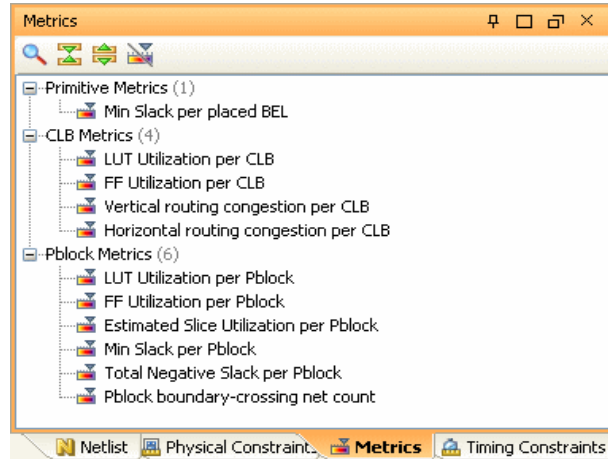 Metrics
Primitive Metrics (1)
Min Slack per placed BEL
CLB Metrics (4)
LUT Utilization per CLB
FF Utilization per CLB
Vertical routing congestion per CLB
Horizontal routing congestion per CLB
Pblock Metrics (6)
LUT Utilization per Pblock
FF Utilization per Pblock
Estimated Slice Utilization per Pblock
Min Slack per Pblock
Total Negative Slack per Pblock
Pblock boundary-crossing net count
Netlist Physical Constraint Metrics Timing Constraints